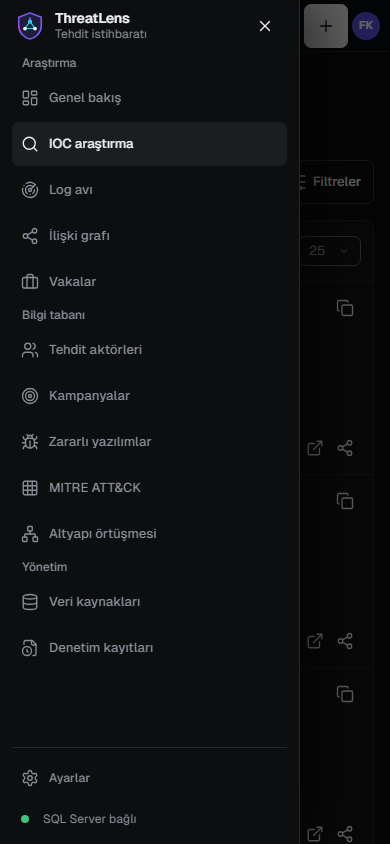 ThreatLens
Tehdit istihbaratı
FK
Araştırma
Genel bakış
IOC araştırma
Log avı
Filtreler
İlişki grafı
25
Vakalar
Bilgi tabanı
Tehdit aktörleri
Kampanyalar
Zararlı yazılımlar
MITRE ATT&CK
Altyapı örtüşmesi
Yönetim
Veri kaynakları
Denetim kayıtları
Ayarlar
SQL Server bağlı